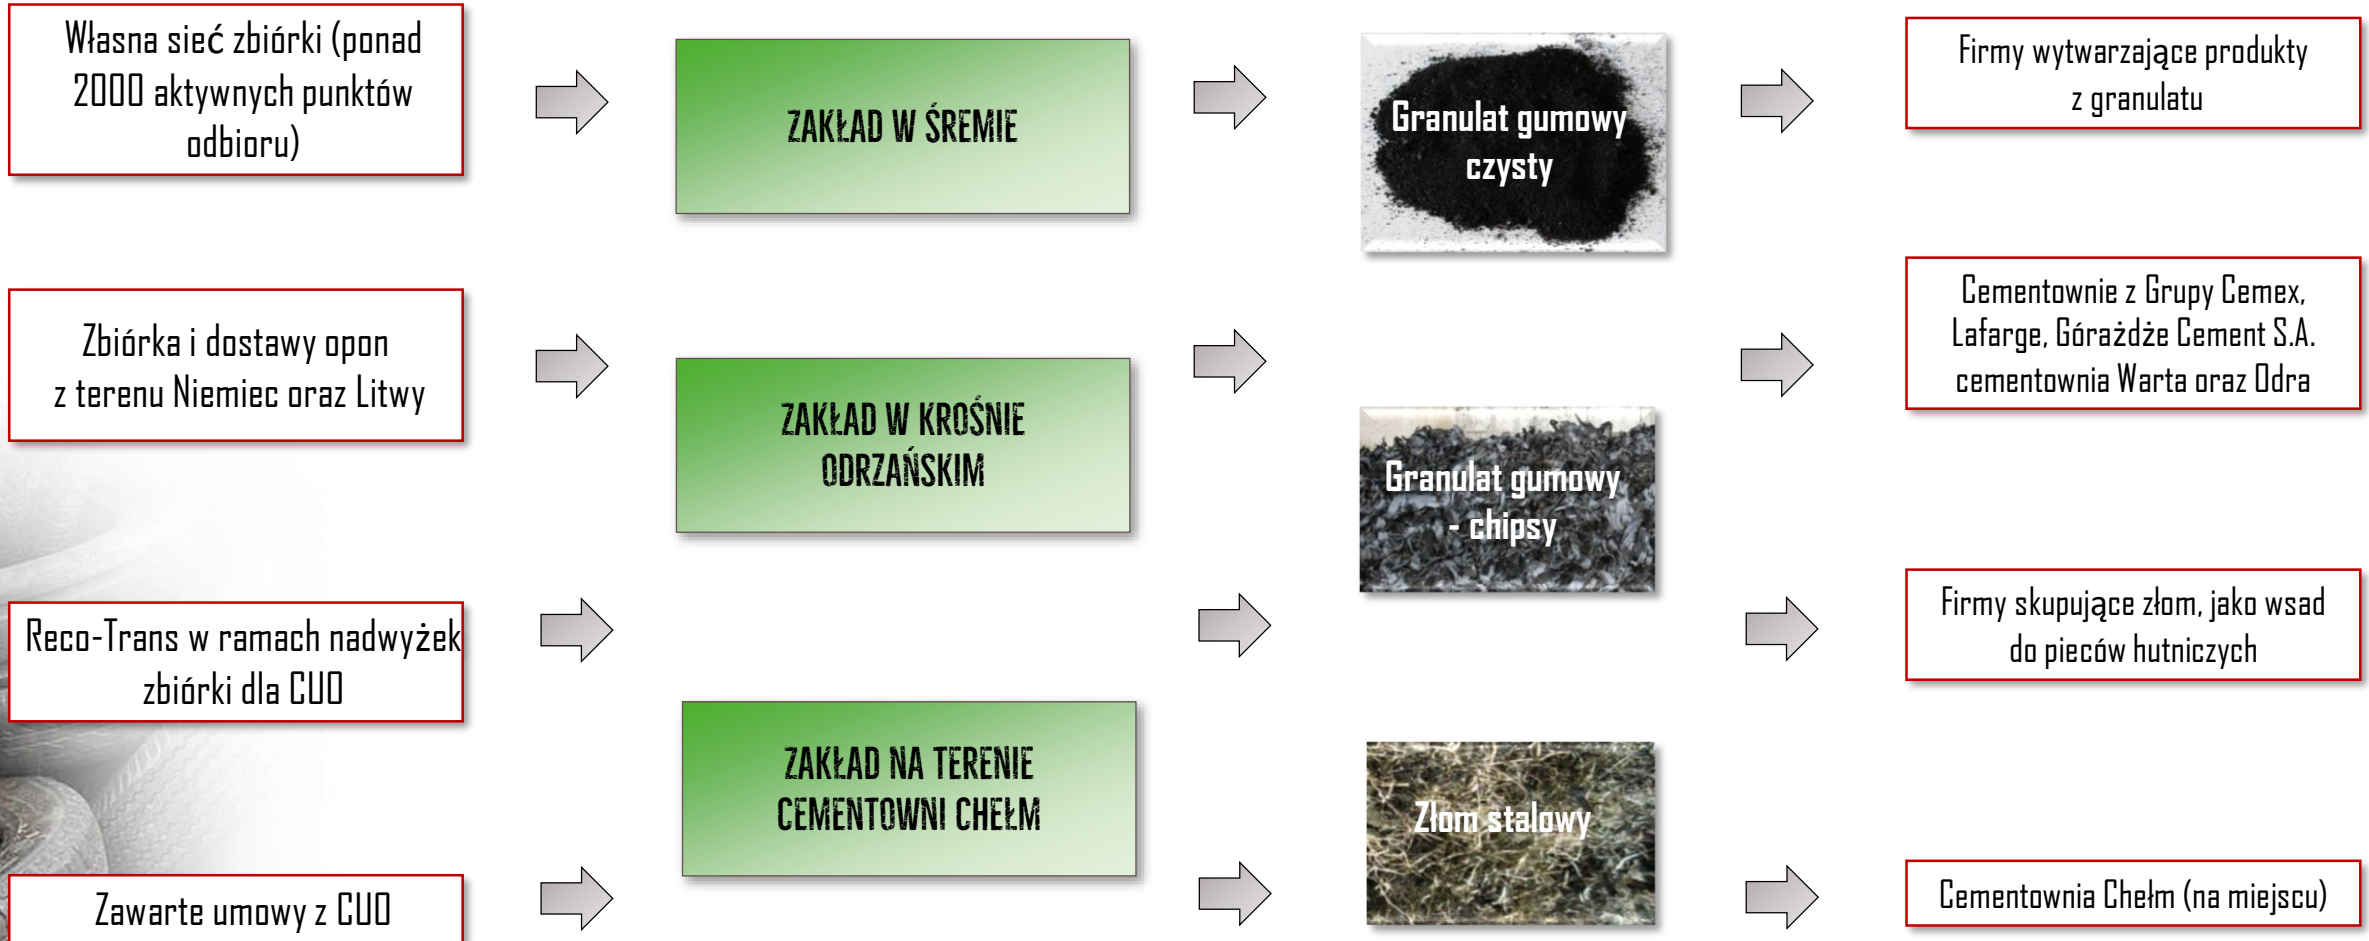 Własna sieć zbiórki (ponad
2000 aktywnych punktów
odbioru)
Zbiórka i dostawy opon
z terenu Niemiec oraz Litwy
Reco-Trans w ramach nadwyżek
zbiórki dla CUO
Zawarte umowy z CUO
ZAKŁAD W ŚREMIE
ZAKŁAD W KROŚNIE
ODRZAŃSKIM
ZAKŁAD NA TERENIE
CEMENTOWNI CHEŁM
Granulat gumowy
czysty
Granulat gumowy
- chipsy
Złom stalowy
Firmy wytwarzające produkty
z granulatu
Cementownie z Grupy Cemex,
Lafarge, Górażdże Cement S.A.
cementownia Warta oraz Odra
Firmy skupujące złom, jako wsad
do pieców hutniczych
Cementownia Chełm (na miejscu)